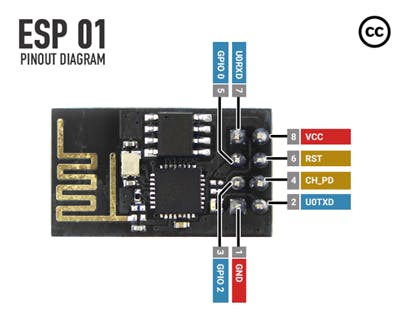 ESP 01
PINOUT DIAGRAM
cc
GPIO 0 5
U0RXD 7
8 VCC
6 RST
4 CH_PD
2 U0TXD
3 GPIO 2
1 GND